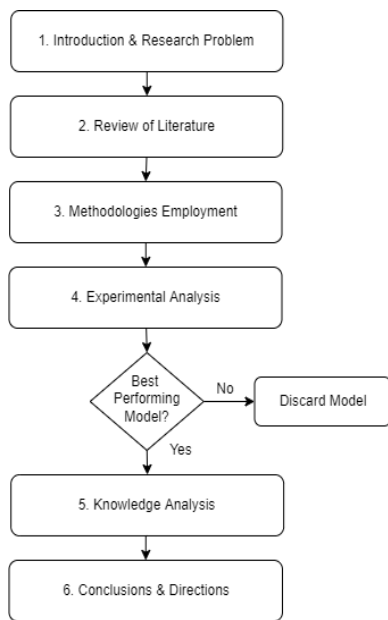 1. Introduction & Research Problem
2. Review of Literature
3. Methodologies Employment
4. Experimental Analysis
Best
Performing
Model?
No
Discard Model
Yes
5. Knowledge Analysis
6. Conclusions & Directions